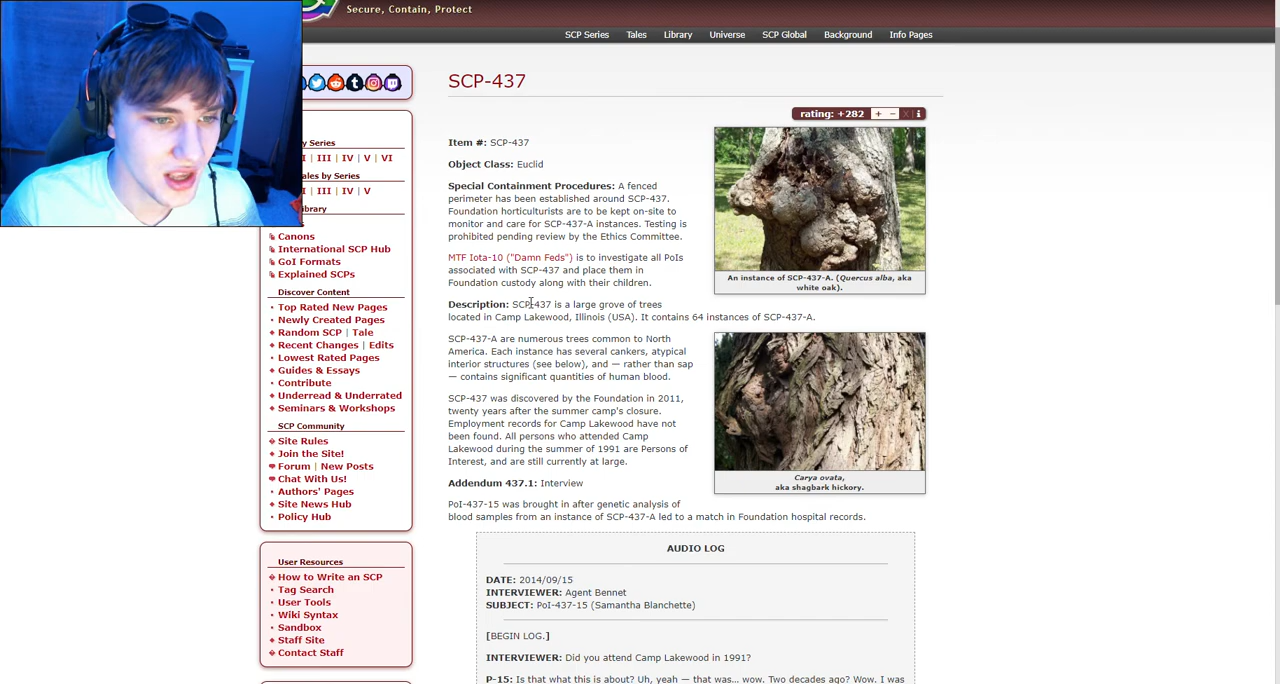 Secure, Contain, Protect
SCP Series Tales Library Universe SCP Global Background Info Pages
SCP-437
rating: +282 + − X i
Item #: SCP-437
Object Class: Euclid
Special Containment Procedures: A fenced
perimeter has been established around SCP-437.
Foundation horticulturists are to be kept on-site to
monitor and care for SCP-437-A instances. Testing is
prohibited pending review by the Ethics Committee.
MTF Iota-10 ("Damn Feds") is to investigate all PoIs
associated with SCP-437 and place them in
Foundation custody along with their children.
An instance of SCP-437-A. (Quercus alba, aka
white oak).
Description: SCP-437 is a large grove of trees
located in Camp Lakewood, Illinois (USA). It contains 64 instances of SCP-437-A.
SCP-437-A are numerous trees common to North
America. Each instance has several cankers, atypical
interior structures (see below), and — rather than sap
— contains significant quantities of human blood.
SCP-437 was discovered by the Foundation in 2011,
twenty years after the summer camp's closure.
Employment records for Camp Lakewood have not
been found. All persons who attended Camp
Lakewood during the summer of 1991 are Persons of
Interest, and are still currently at large.
Carya ovata,
aka shagbark hickory.
Addendum 437.1: Interview
PoI-437-15 was brought in after genetic analysis of
blood samples from an instance of SCP-437-A led to a match in Foundation hospital records.
AUDIO LOG
DATE: 2014/09/15
INTERVIEWER: Agent Bennet
SUBJECT: PoI-437-15 (Samantha Blanchette)
[BEGIN LOG.]
INTERVIEWER: Did you attend Camp Lakewood in 1991?
P-15: Is that what this is about? Uh, yeah — that was... wow. Two decades ago? Wow. I was
y Series
I | III | IV | V | VI
ales by Series
I | III | IV | V
ibrary
Canons
International SCP Hub
GoI Formats
Explained SCPs
Discover Content
Top Rated New Pages
Newly Created Pages
Random SCP | Tale
Recent Changes | Edits
Lowest Rated Pages
Guides & Essays
Contribute
Underread & Underrated
Seminars & Workshops
SCP Community
Site Rules
Join the Site!
Forum | New Posts
Chat With Us!
Authors' Pages
Site News Hub
Policy Hub
User Resources
How to Write an SCP
Tag Search
User Tools
Wiki Syntax
Sandbox
Staff Site
Contact Staff